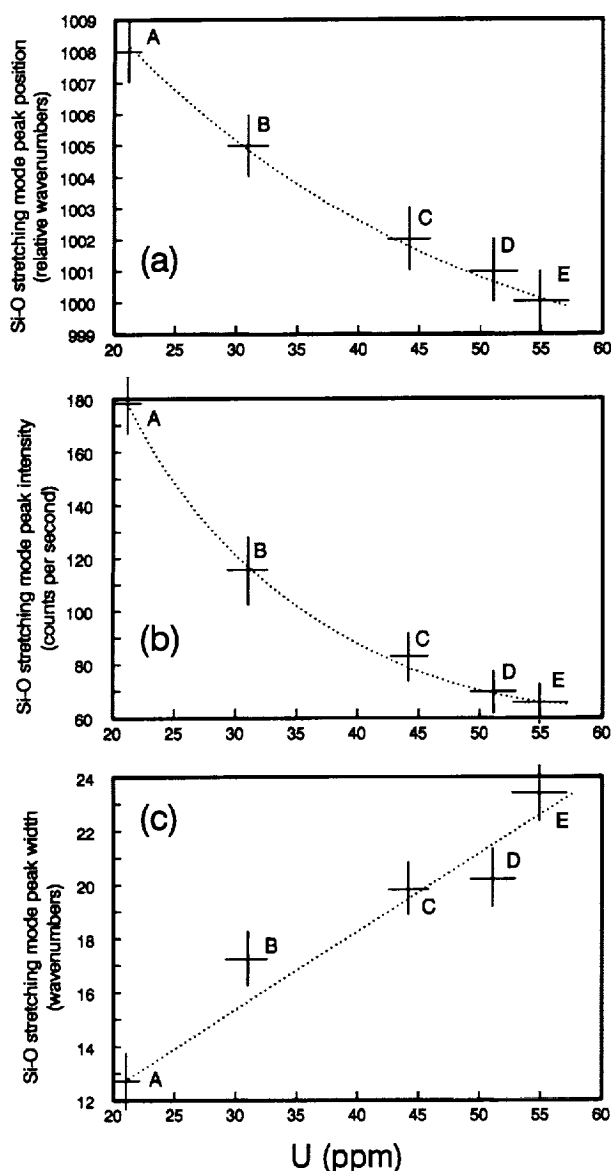 Si-O stretching mode peak position
(relative wavenumbers)
1009
1008
1007
1006
1005
1004
1003
1002
1001
1000
999
A
B
C
D
E
(a)
20 25 30 35 40 45 50 55 60
Si-O stretching mode peak intensity
(counts per second)
180
160
140
120
100
80
60
A
B
C
D
E
(b)
20 25 30 35 40 45 50 55 60
Si-O stretching mode peak width
(wavenumbers)
24
22
20
18
16
14
12
(c)
A
B
C
D
E
20 25 30 35 40 45 50 55 60
U (ppm)